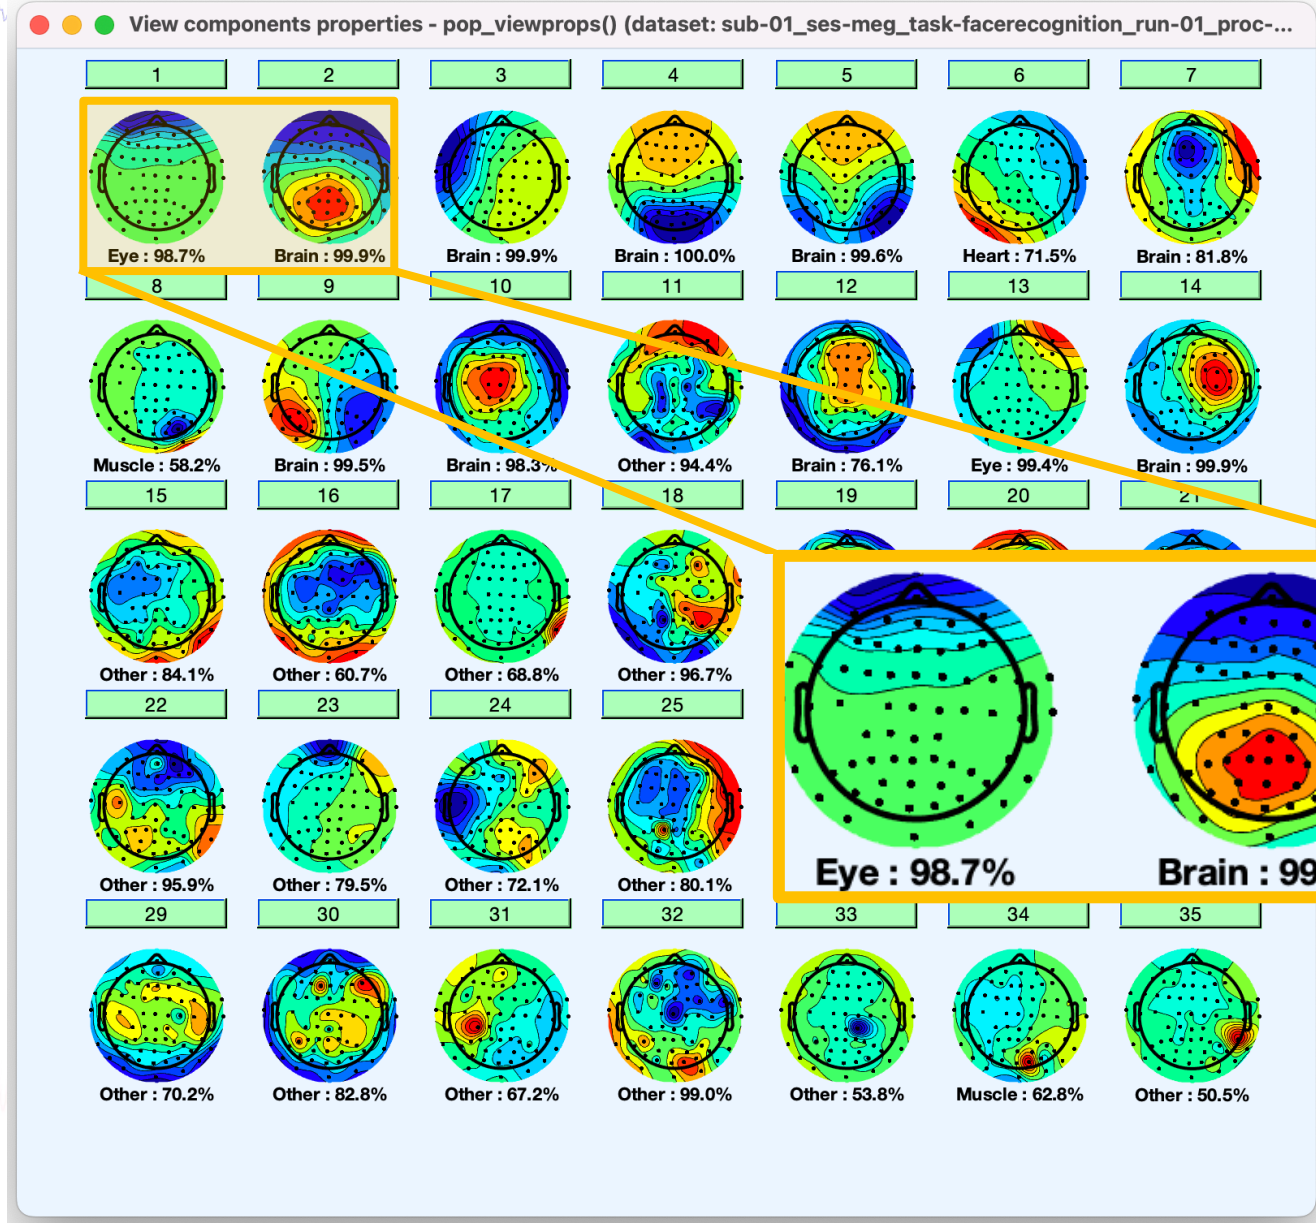 View components properties - pop_viewprops() (dataset: sub-01_ses-meg_task-facerecognition_run-01_proc-...
1 2 3 4 5 6 7
Eye : 98.7% Brain : 99.9% Brain : 99.9% Brain : 100.0% Brain : 99.6% Heart : 71.5% Brain : 81.8%
8 9 10 11 12 13 14
Muscle : 58.2% Brain : 99.5% Brain : 98.3% Other : 94.4% Brain : 76.1% Eye : 99.4% Brain : 99.9%
15 16 17 18 19 20 21
Other : 84.1% Other : 60.7% Other : 68.8% Other : 96.7%
22 23 24 25
Eye : 98.7% Brain : 99
Other : 95.9% Other : 79.5% Other : 72.1% Other : 80.1%
29 30 31 32 33 34 35
Other : 70.2% Other : 82.8% Other : 67.2% Other : 99.0% Other : 53.8% Muscle : 62.8% Other : 50.5%